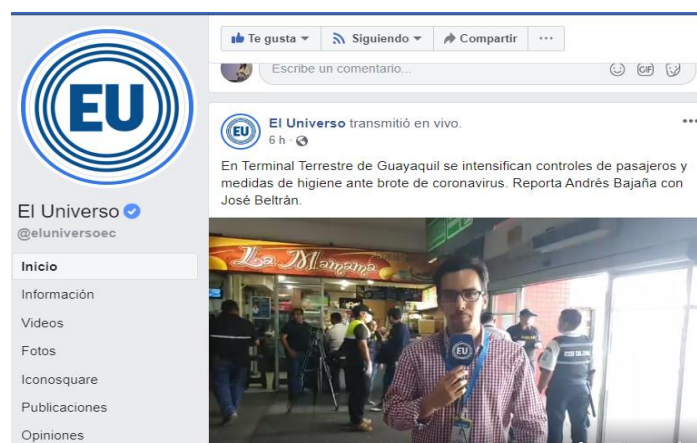 EU
El Universo
@eluniversoec
Inicio
Información
Videos
Fotos
Iconosquare
Publicaciones
Opiniones
Te gusta
Siguiendo
Compartir
Escribe un comentario...
GIF
EU
El Universo transmitió en vivo.
6 h ·
En Terminal Terrestre de Guayaquil se intensifican controles de pasajeros y
medidas de higiene ante brote de coronavirus. Reporta Andrés Bajaña con
José Beltrán.
La Mamama
EU